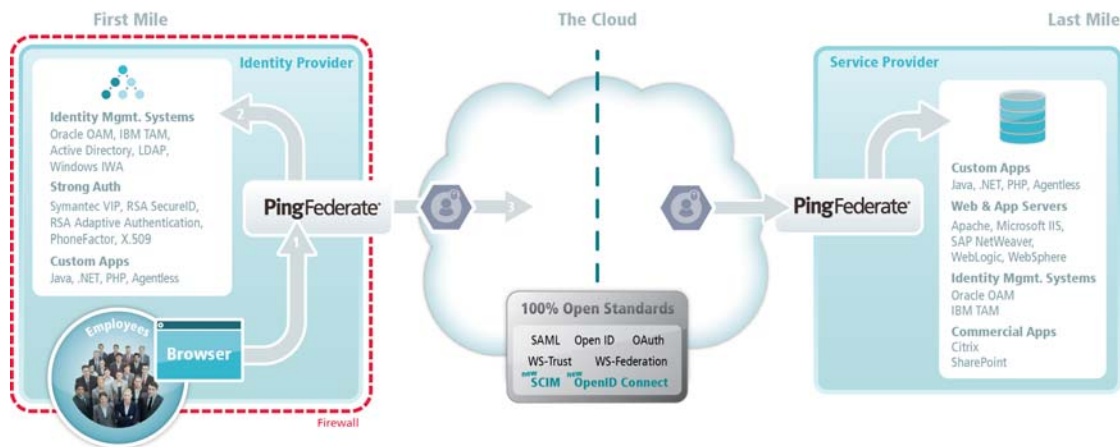 First Mile
The Cloud
Last Mile
Identity Provider
Identity Mgmt. Systems
Oracle OAM, IBM TAM,
Active Directory, LDAP,
Windows IWA
Strong Auth
Symantec VIP, RSA SecureID,
RSA Adaptive Authentication,
PhoneFactor, X.509
Custom Apps
Java, .NET, PHP, Agentless
2
PingFederate®
1
3
Employees
Browser
Firewall
100% Open Standards
SAML Open ID OAuth
WS-Trust WS-Federation
new SCIM new OpenID Connect
Service Provider
PingFederate®
Custom Apps
Java, .NET, PHP, Agentless
Web & App Servers
Apache, Microsoft IIS,
SAP NetWeaver,
WebLogic, WebSphere
Identity Mgmt. Systems
Oracle OAM
IBM TAM
Commercial Apps
Citrix
SharePoint